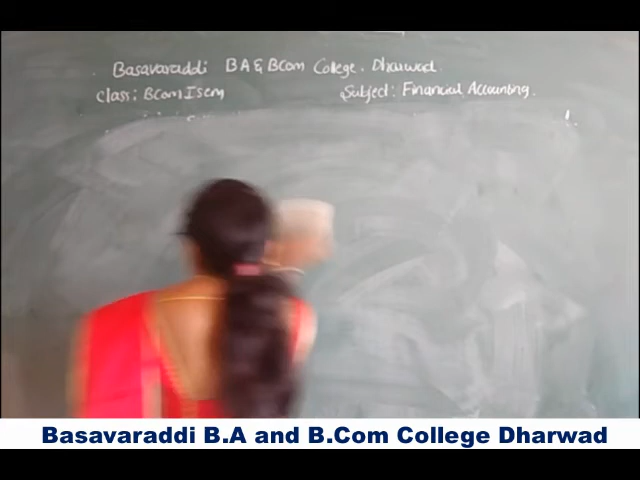 Basavaraddi BA & BCom College. Dharwad.
Class: BCom I sem
Subject: Financial Accounting.
Basavaraddi B.A and B.Com College Dharwad